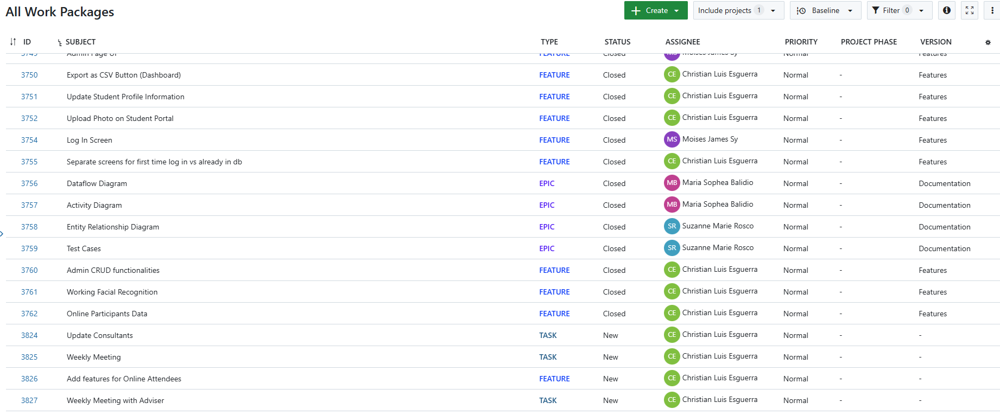 All Work Packages
Create Include projects 1 Baseline Filter 0
ID SUBJECT TYPE STATUS ASSIGNEE PRIORITY PROJECT PHASE VERSION
3749 Admin Page UI FEATURE Closed MS Moises James Sy Normal Features
3750 Export as CSV Button (Dashboard) FEATURE Closed CE Christian Luis Esguerra Normal - Features
3751 Update Student Profile Information FEATURE Closed CE Christian Luis Esguerra Normal - Features
3752 Upload Photo on Student Portal FEATURE Closed CE Christian Luis Esguerra Normal - Features
3754 Log In Screen FEATURE Closed MS Moises James Sy Normal - Features
3755 Separate screens for first time log in vs already in db FEATURE Closed CE Christian Luis Esguerra Normal - Features
3756 Dataflow Diagram EPIC Closed MB Maria Sophea Balidio Normal - Documentation
3757 Activity Diagram EPIC Closed MB Maria Sophea Balidio Normal - Documentation
3758 Entity Relationship Diagram EPIC Closed SR Suzanne Marie Rosco Normal - Documentation
3759 Test Cases EPIC Closed SR Suzanne Marie Rosco Normal - Documentation
3760 Admin CRUD functionalities FEATURE Closed CE Christian Luis Esguerra Normal - Features
3761 Working Facial Recognition FEATURE Closed CE Christian Luis Esguerra Normal - Features
3762 Online Participants Data FEATURE Closed CE Christian Luis Esguerra Normal - Features
3824 Update Consultants TASK New CE Christian Luis Esguerra Normal - -
3825 Weekly Meeting TASK New CE Christian Luis Esguerra Normal - -
3826 Add features for Online Attendees FEATURE New CE Christian Luis Esguerra Normal - -
3827 Weekly Meeting with Adviser TASK New CE Christian Luis Esguerra Normal - -